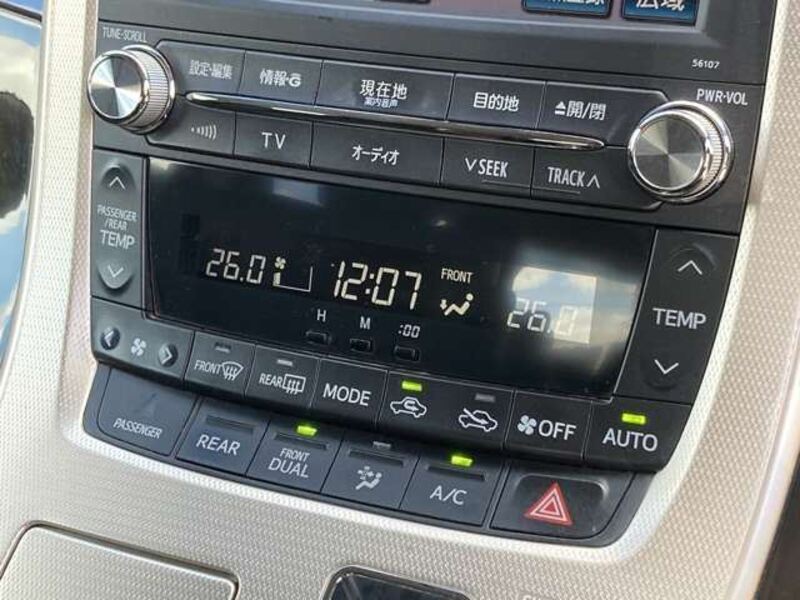 広域
56107
TUNE·SCROLL
設定·編集
情報·G
現在地
案内音声
目的地
⏏開/閉
PWR·VOL
TV
オーディオ
∨SEEK
TRACK∧
PASSENGER
/REAR
TEMP
26.0
12:07
FRONT
26.0
TEMP
H
M
:00
FRONT
REAR
MODE
OFF
AUTO
PASSENGER
REAR
FRONT
DUAL
A/C